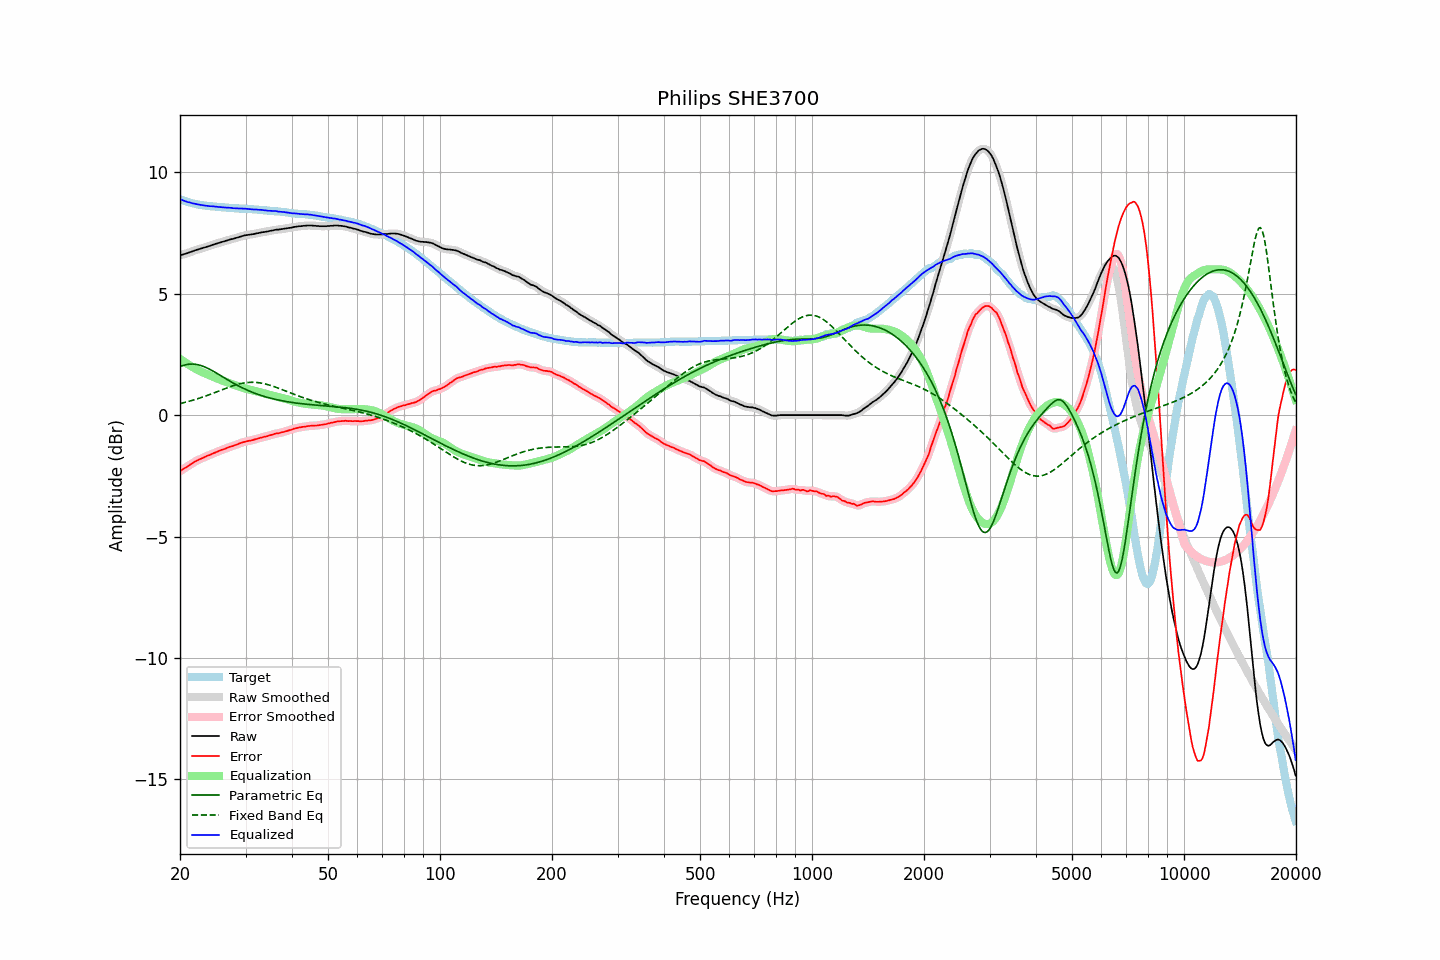 Philips SHE3700
Amplitude (dBr)
10
5
0
−5
−10
−15
Target
Raw Smoothed
Error Smoothed
Raw
Error
Equalization
Parametric Eq
Fixed Band Eq
Equalized
20 50 100 200 500 1000 2000 5000 10000 20000
Frequency (Hz)